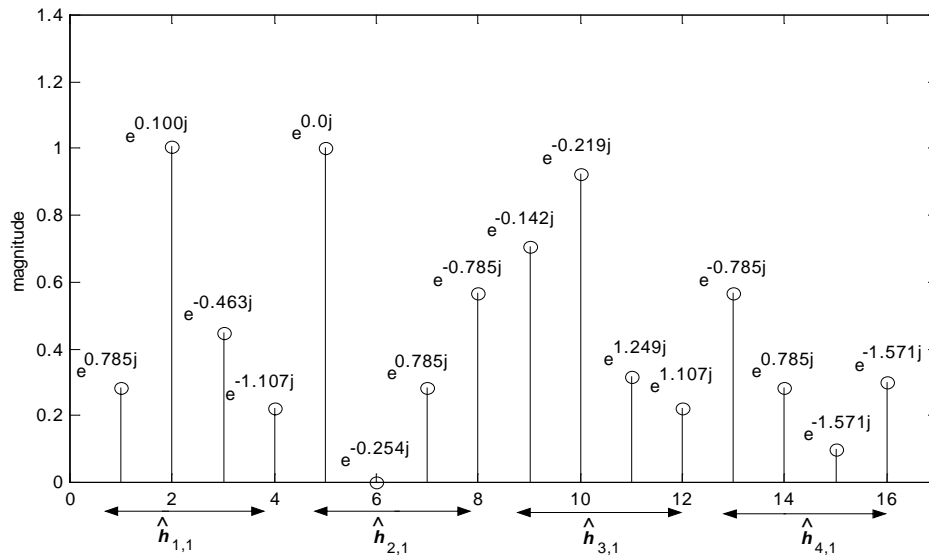 1.4
1.2
1
0.8
0.6
0.4
0.2
0
magnitude
e^0.785j
e^0.100j
e^-0.463j
e^-1.107j
e^0.0j
e^-0.254j
e^0.785j
e^-0.785j
e^-0.142j
e^-0.219j
e^1.249j
e^1.107j
e^-0.785j
e^0.785j
e^-1.571j
e^-1.571j
0 2 4 6 8 10 12 14 16
ĥ1,1 ĥ2,1 ĥ3,1 ĥ4,1